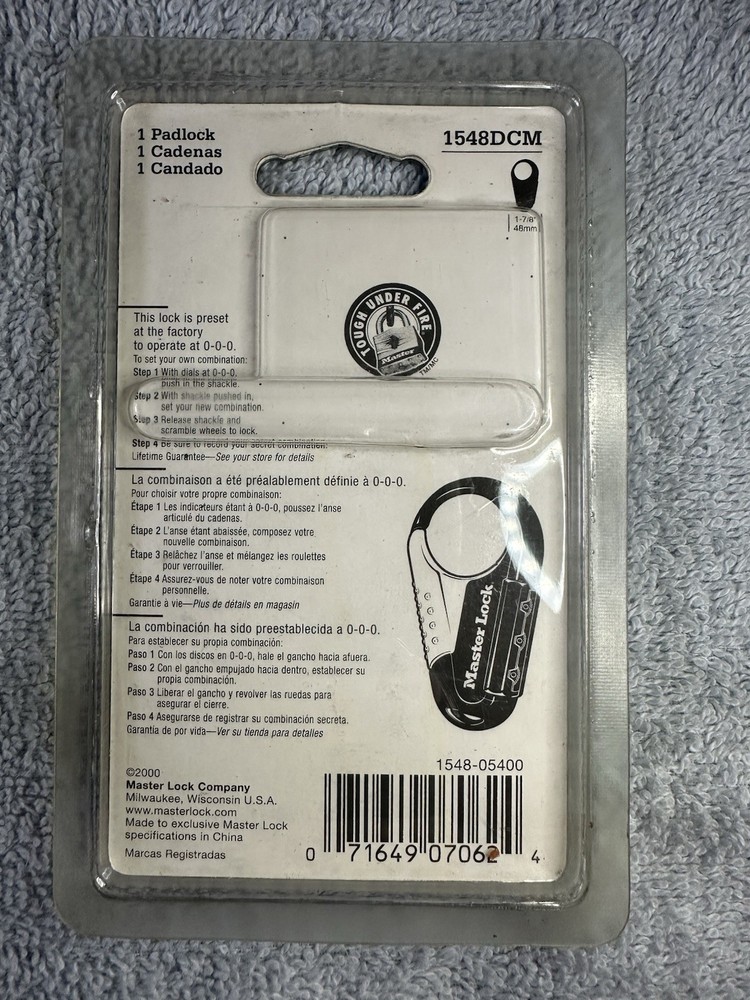 1 Padlock
1 Cadenas
1 Candado
1548DCM
1-7/8"
48mm
TOUGH UNDER FIRE®
Master
TM/MC
This lock is preset
at the factory
to operate at 0-0-0.
To set your own combination:
Step 1 With dials at 0-0-0,
push in the shackle.
Step 2 With shackle pushed in,
set your new combination.
Step 3 Release shackle and
scramble wheels to lock.
Step 4 Be sure to record your secret combination.
Lifetime Guarantee—See your store for details
La combinaison a été préalablement définie à 0-0-0.
Pour choisir votre propre combinaison:
Étape 1 Les indicateurs étant à 0-0-0, poussez l'anse
articulé du cadenas.
Étape 2 L'anse étant abaissée, composez votre
nouvelle combinaison.
Étape 3 Relâchez l'anse et mélangez les roulettes
pour verrouiller.
Étape 4 Assurez-vous de noter votre combinaison
personnelle.
Garantie à vie—Plus de détails en magasin
Master Lock®
La combinación ha sido preestablecida a 0-0-0.
Para establecer su propia combinación:
Paso 1 Con los discos en 0-0-0, hale el gancho hacia afuera.
Paso 2 Con el gancho empujado hacia dentro, establecer su
propia combinación.
Paso 3 Liberar el gancho y revolver las ruedas para
asegurar el cierre.
Paso 4 Asegurarse de registrar su combinación secreta.
Garantía de por vida—Ver su tienda para detalles
©2000
Master Lock Company
Milwaukee, Wisconsin U.S.A.
www.masterlock.com
Made to exclusive Master Lock
specifications in China
Marcas Registradas
1548-05400
0 71649 07062 4